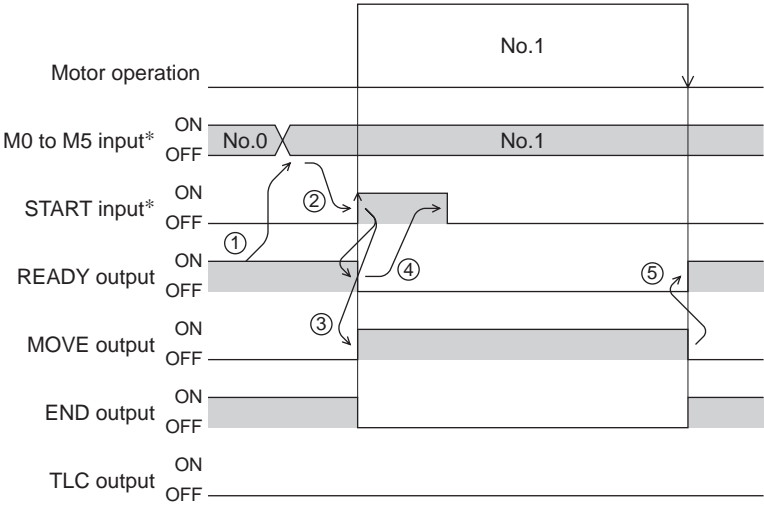 No.1
Motor operation
M0 to M5 input*
ON
OFF
No.0
No.1
START input*
ON
OFF
②
①
READY output
ON
OFF
④
⑤
③
MOVE output
ON
OFF
END output
ON
OFF
TLC output
ON
OFF